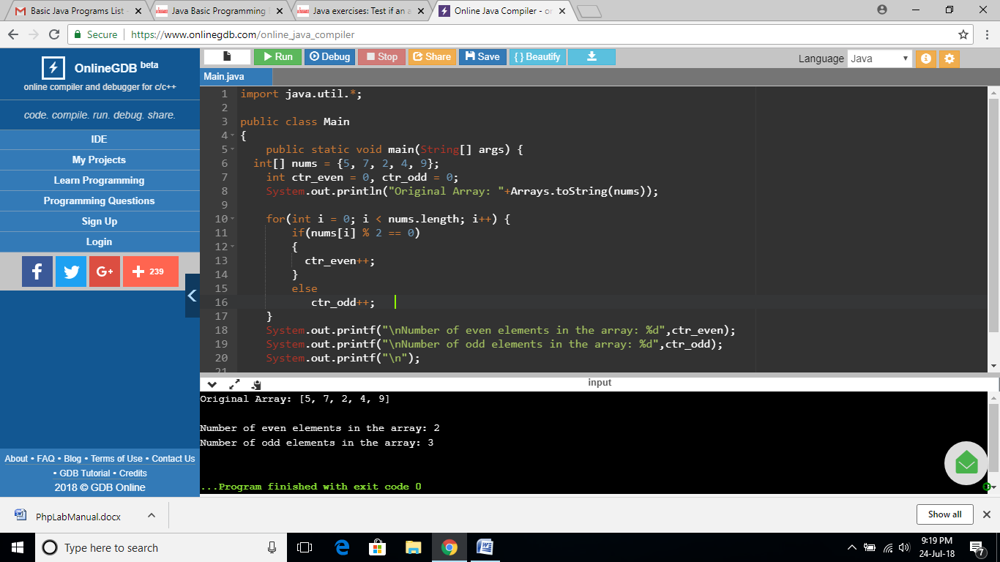 Basic Java Programs List -
Java Basic Programming
Java exercises: Test if an a
Online Java Compiler - on
Secure https://www.onlinegdb.com/online_java_compiler
OnlineGDB beta
online compiler and debugger for c/c++
code. compile. run. debug. share.
IDE
My Projects
Learn Programming
Programming Questions
Sign Up
Login
f G+ + 239
About • FAQ • Blog • Terms of Use • Contact Us
• GDB Tutorial • Credits
2018 © GDB Online
Run Debug Stop Share Save { } Beautify Language Java
Main.java
1 import java.util.*;
2
3 public class Main
4 {
5 public static void main(String[] args) {
6 int[] nums = {5, 7, 2, 4, 9};
7 int ctr_even = 0, ctr_odd = 0;
8 System.out.println("Original Array: "+Arrays.toString(nums));
9
10 for(int i = 0; i < nums.length; i++) {
11 if(nums[i] % 2 == 0)
12 {
13 ctr_even++;
14 }
15 else
16 ctr_odd++;
17 }
18 System.out.printf("\nNumber of even elements in the array: %d",ctr_even);
19 System.out.printf("\nNumber of odd elements in the array: %d",ctr_odd);
20 System.out.printf("\n");
21
input
Original Array: [5, 7, 2, 4, 9]
Number of even elements in the array: 2
Number of odd elements in the array: 3
...Program finished with exit code 0
PhpLabManual.docx
Show all
Type here to search
9:19 PM
24-Jul-18
7